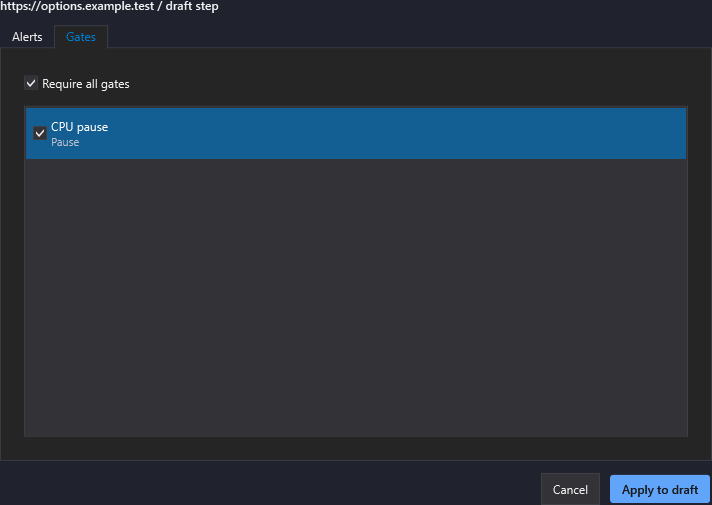 https://options.example.test / draft step
Alerts
Gates
Require all gates
CPU pause
Pause
Cancel
Apply to draft